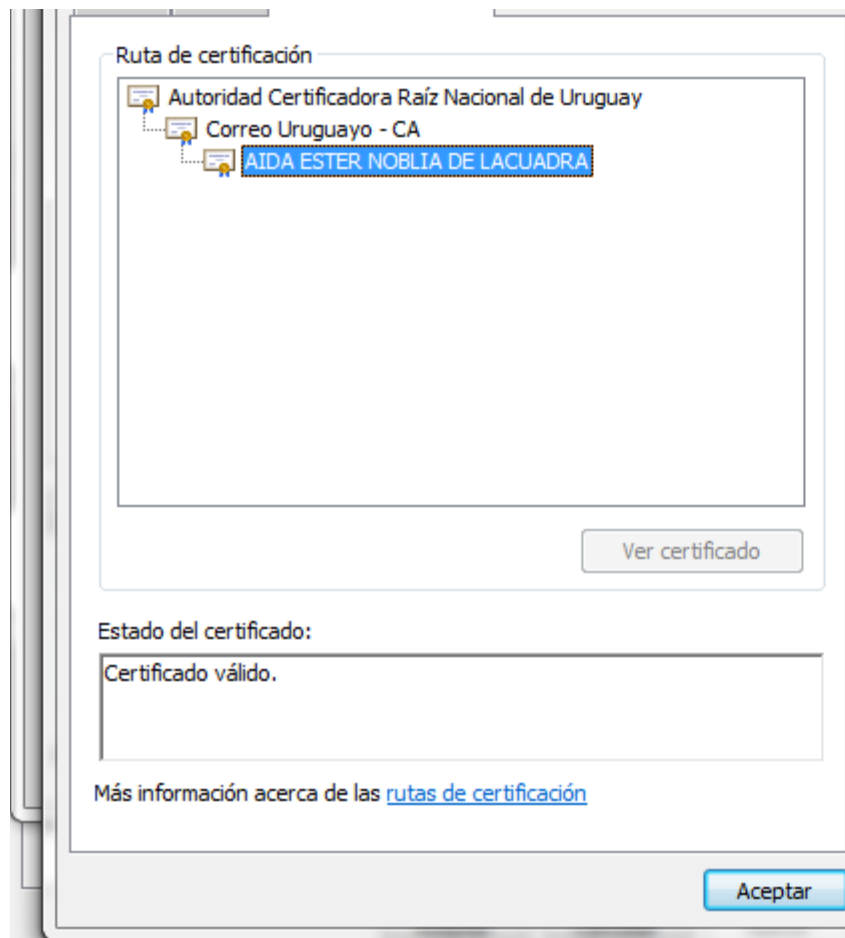 Ruta de certificación
Autoridad Certificadora Raíz Nacional de Uruguay
Correo Uruguayo - CA
AIDA ESTER NOBLIA DE LACUADRA
Ver certificado
Estado del certificado:
Certificado válido.
Más información acerca de las rutas de certificación
Aceptar